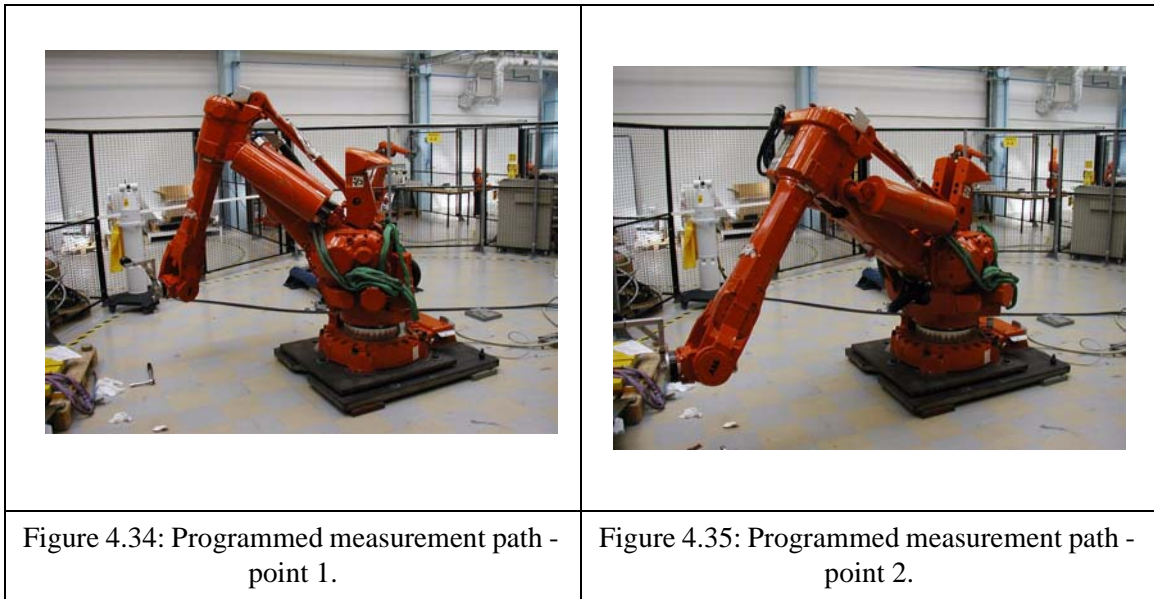 Figure 4.34: Programmed measurement path -
point 1.
Figure 4.35: Programmed measurement path -
point 2.